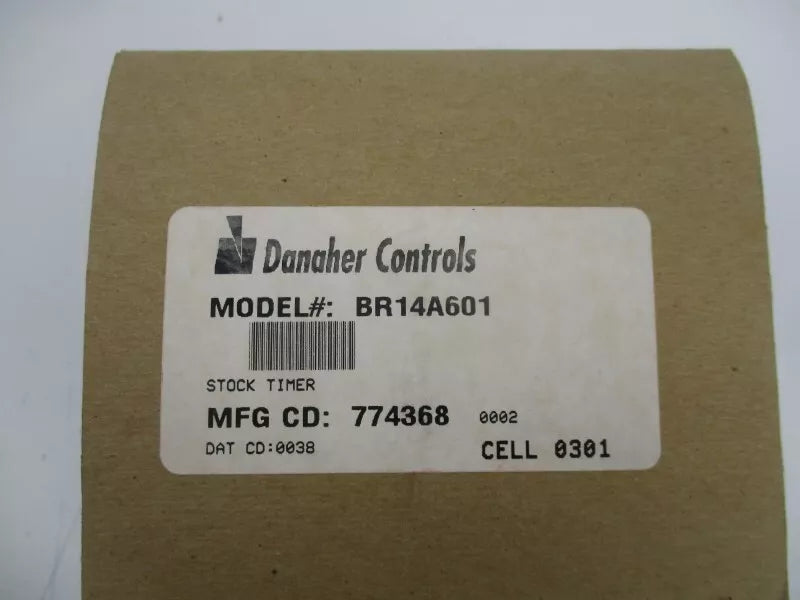 Danaher Controls
MODEL#: BR14A601
STOCK TIMER
MFG CD: 774368 0002
DAT CD:0038 CELL 0301